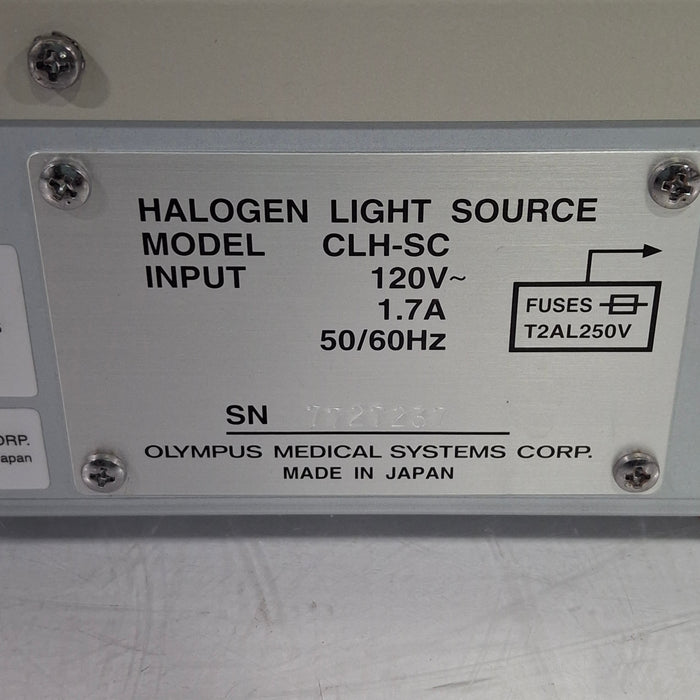 HALOGEN LIGHT SOURCE
MODEL CLH-SC
INPUT 120V~
1.7A
50/60Hz
FUSES
T2AL250V
SN 7727237
OLYMPUS MEDICAL SYSTEMS CORP.
MADE IN JAPAN
ORP.
apan